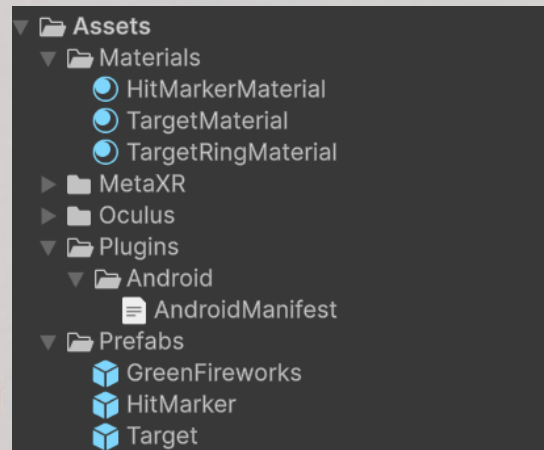 Assets
Materials
HitMarkerMaterial
TargetMaterial
TargetRingMaterial
MetaXR
Oculus
Plugins
Android
AndroidManifest
Prefabs
GreenFireworks
HitMarker
Target